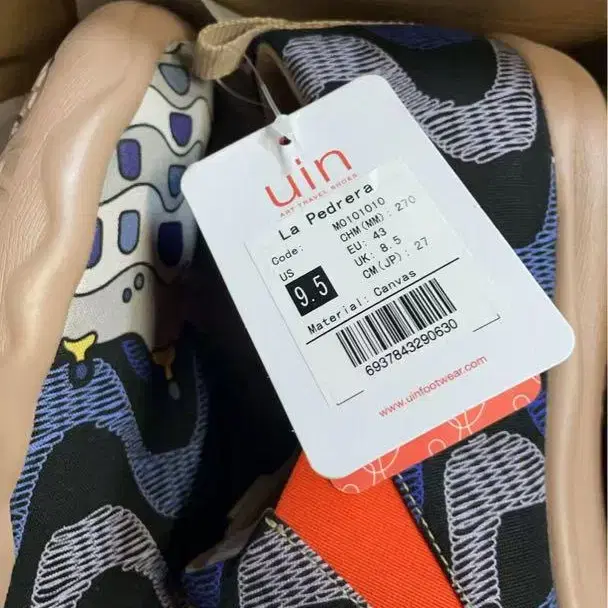 uin
ART TRAVEL SHOES
La Pedrera
Code: M0101010
US 9.5
CHM(MM): 270
EU: 43
UK: 8.5
CM(JP): 27
Material: Canvas
6937843290630
www.uinfootwear.com